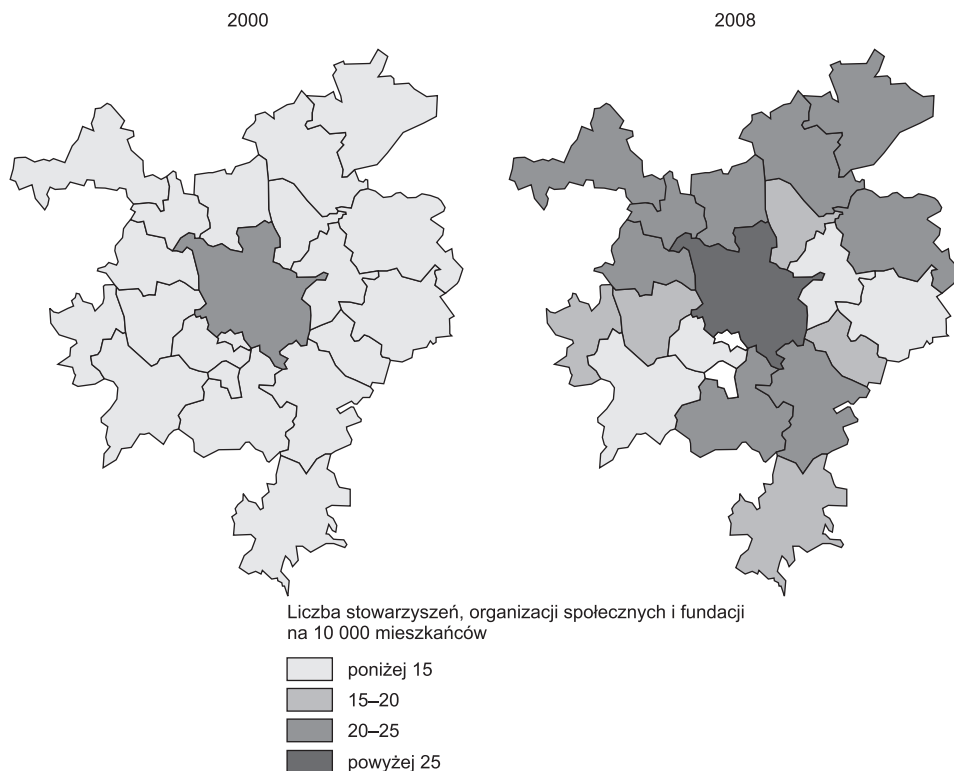 2000
2008
Liczba stowarzyszeń, organizacji społecznych i fundacji
na 10 000 mieszkańców
poniżej 15
15–20
20–25
powyżej 25